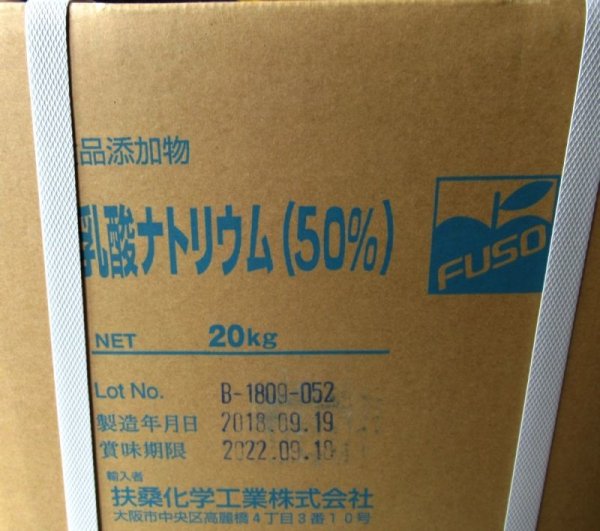 品添加物
乳酸ナトリウム(50%)
FUSO
NET 20kg
Lot No. B-1809-052
製造年月日 2018.09.19
賞味期限 2022.09.18
輸入者
扶桑化学工業株式会社
大阪市中央区高麗橋4丁目3番10号